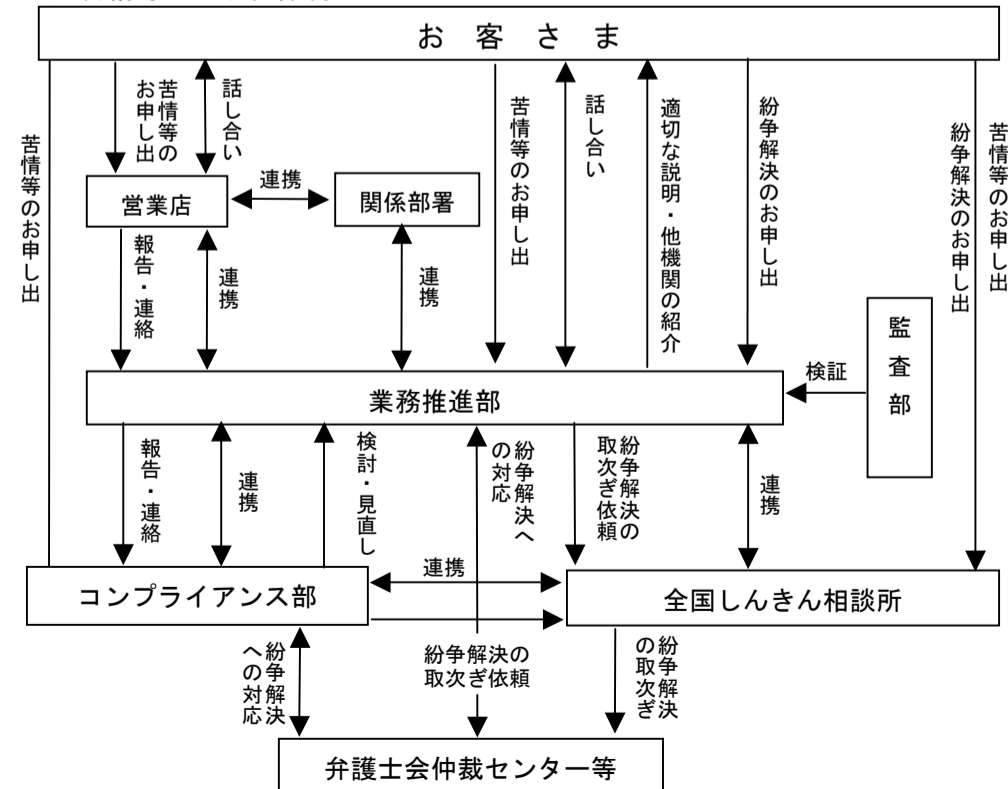 お客さま
苦情等の
お申し出
話し合い
苦情等のお申し出
話し合い
適切な説明・他機関の紹介
紛争解決のお申し出
苦情等のお申し出
紛争解決のお申し出
苦情等のお申し出
営業店
連携
関係部署
報告・連絡
連携
連携
監査部
検証
業務推進部
報告・連絡
連携
検討・見直し
紛争解決へ
の対応
紛争解決の
取次ぎ依頼
連携
コンプライアンス部
連携
全国しんきん相談所
紛争解決
への対応
紛争解決の
取次ぎ依頼
紛争解決
の取次ぎ
弁護士会仲裁センター等